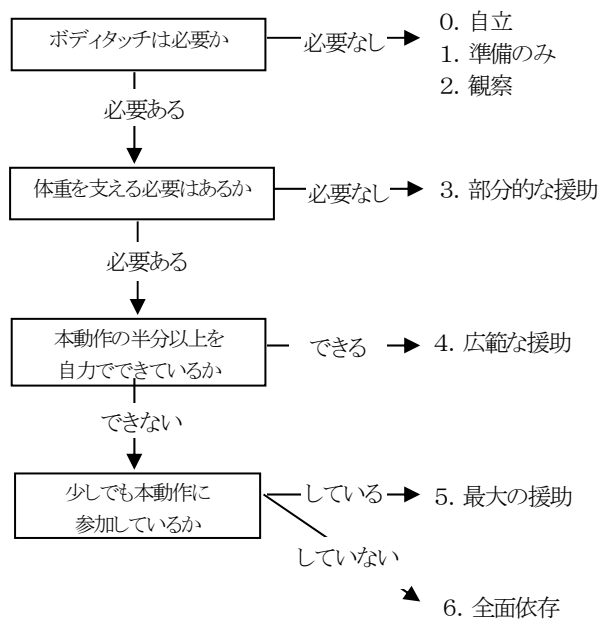 ボディタッチは必要か
必要なし
0. 自立
1. 準備のみ
2. 観察
必要ある
体重を支える必要はあるか
必要なし
3. 部分的な援助
必要ある
本動作の半分以上を
自力でできているか
できる
4. 広範な援助
できない
少しでも本動作に
参加しているか
している
5. 最大の援助
していない
6. 全面依存